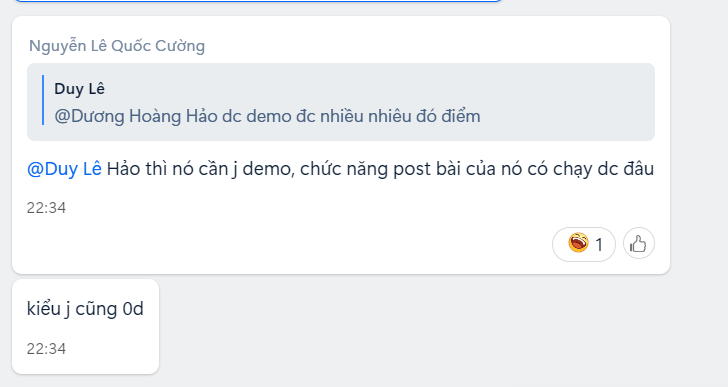 Nguyễn Lê Quốc Cường
Duy Lê
@Dương Hoàng Hảo dc demo đc nhiều nhiêu đó điểm
@Duy Lê Hảo thì nó cần j demo, chức năng post bài của nó có chạy dc đâu
22:34
1
kiểu j cũng 0d
22:34